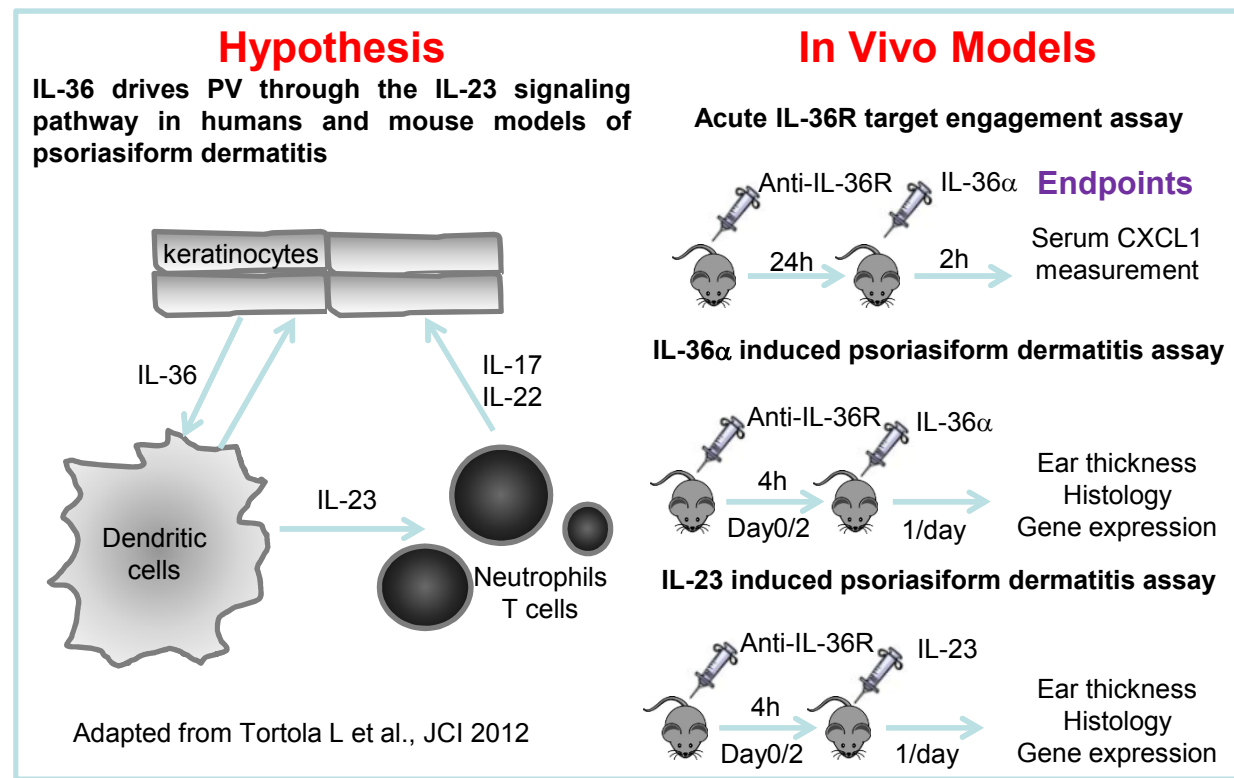 Hypothesis
IL-36 drives PV through the IL-23 signaling
pathway in humans and mouse models of
psoriasiform dermatitis
keratinocytes
IL-36
IL-17
IL-22
Dendritic
cells
IL-23
Neutrophils
T cells
Adapted from Tortola L et al., JCI 2012
In Vivo Models
Acute IL-36R target engagement assay
Anti-IL-36R
IL-36α
Endpoints
24h
2h
Serum CXCL1
measurement
IL-36α induced psoriasiform dermatitis assay
Anti-IL-36R
IL-36α
4h
Day0/2
1/day
Ear thickness
Histology
Gene expression
IL-23 induced psoriasiform dermatitis assay
Anti-IL-36R
IL-23
4h
Day0/2
1/day
Ear thickness
Histology
Gene expression